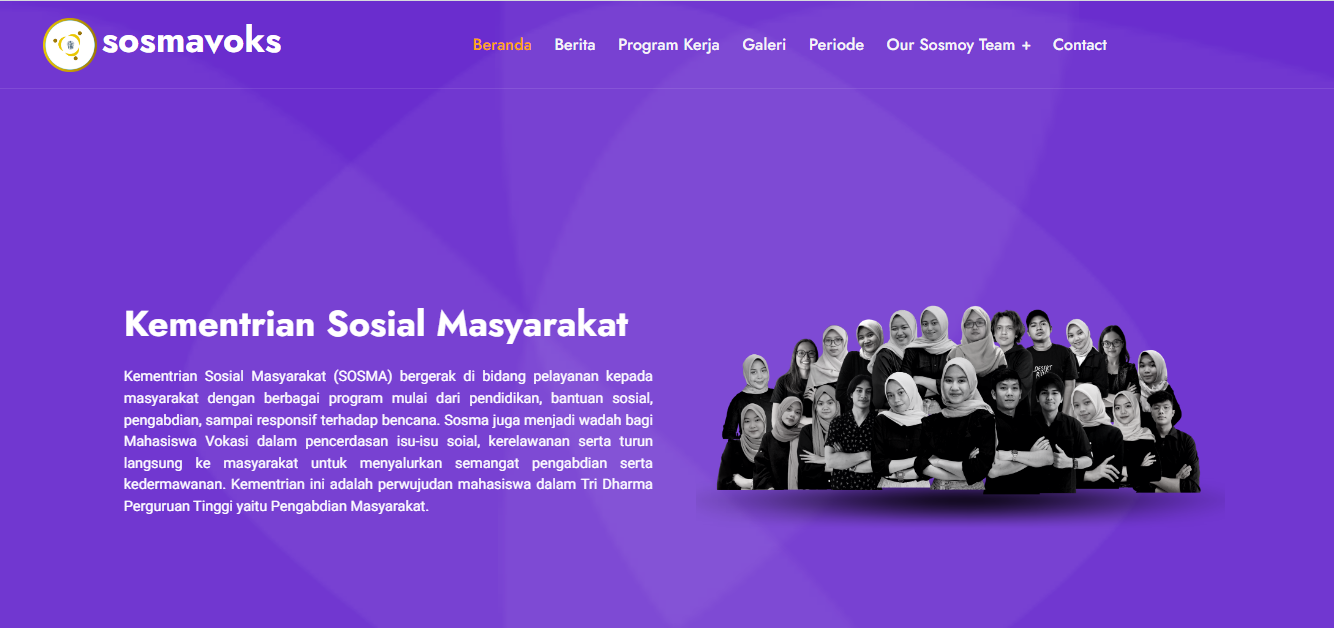 sosmavoks
Beranda Berita Program Kerja Galeri Periode Our Sosmoy Team + Contact
Kementrian Sosial Masyarakat
Kementrian Sosial Masyarakat (SOSMA) bergerak di bidang pelayanan kepada
masyarakat dengan berbagai program mulai dari pendidikan, bantuan sosial,
pengabdian, sampai responsif terhadap bencana. Sosma juga menjadi wadah bagi
Mahasiswa Vokasi dalam pencerdasan isu-isu soial, kerelawanan serta turun
langsung ke masyarakat untuk menyalurkan semangat pengabdian serta
kedermawanan. Kementrian ini adalah perwujudan mahasiswa dalam Tri Dharma
Perguruan Tinggi yaitu Pengabdian Masyarakat.